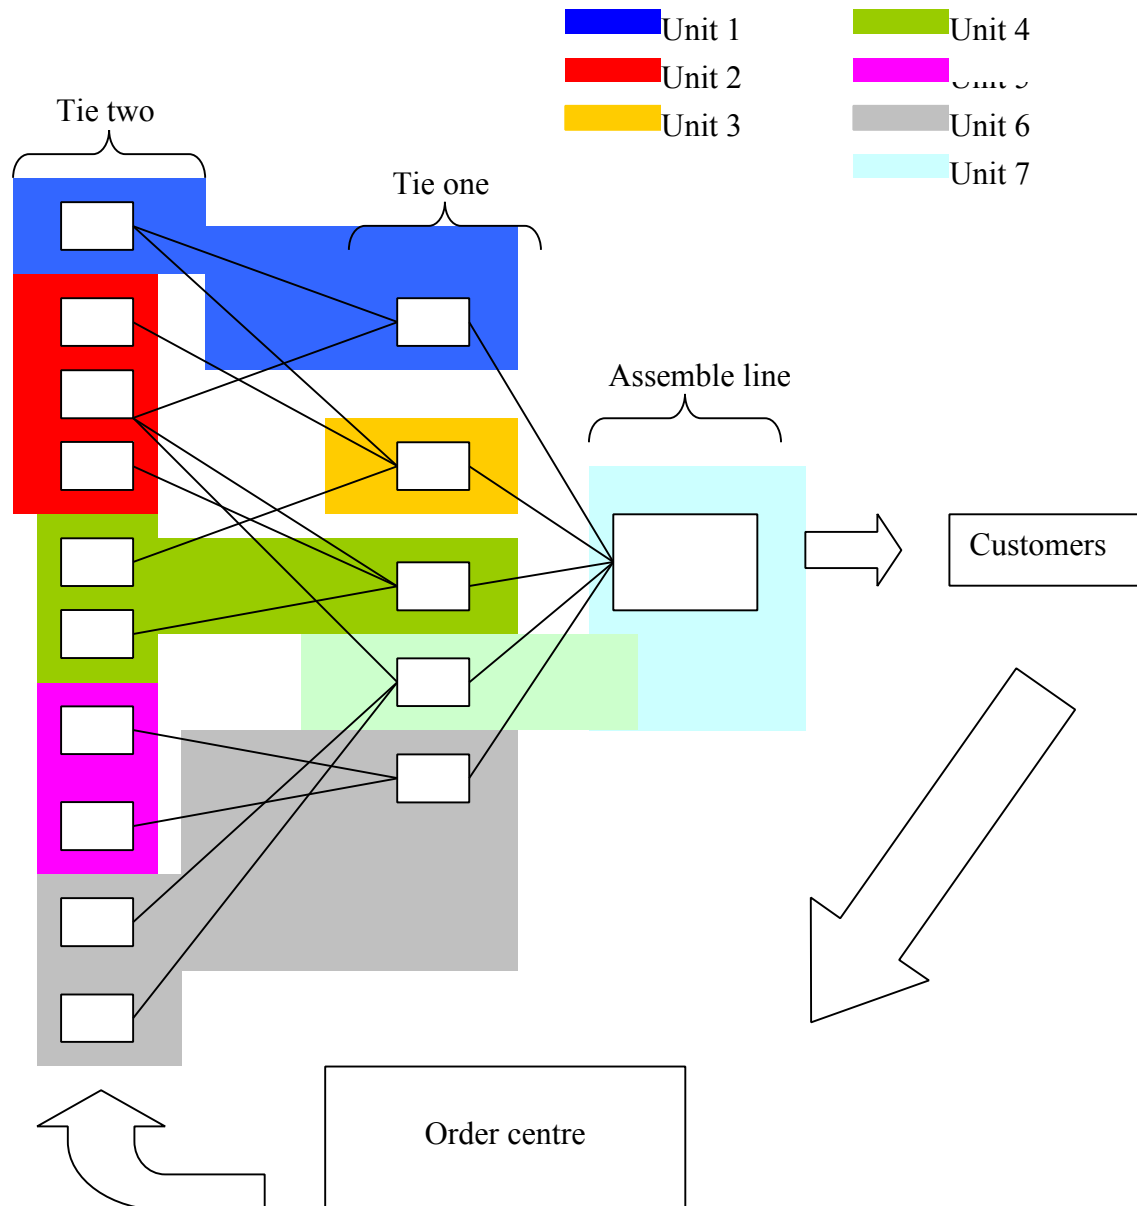 Unit 1
Unit 4
Unit 2
Unit 3
Unit 6
Unit 7
Tie two
Tie one
Assemble line
Customers
Order centre